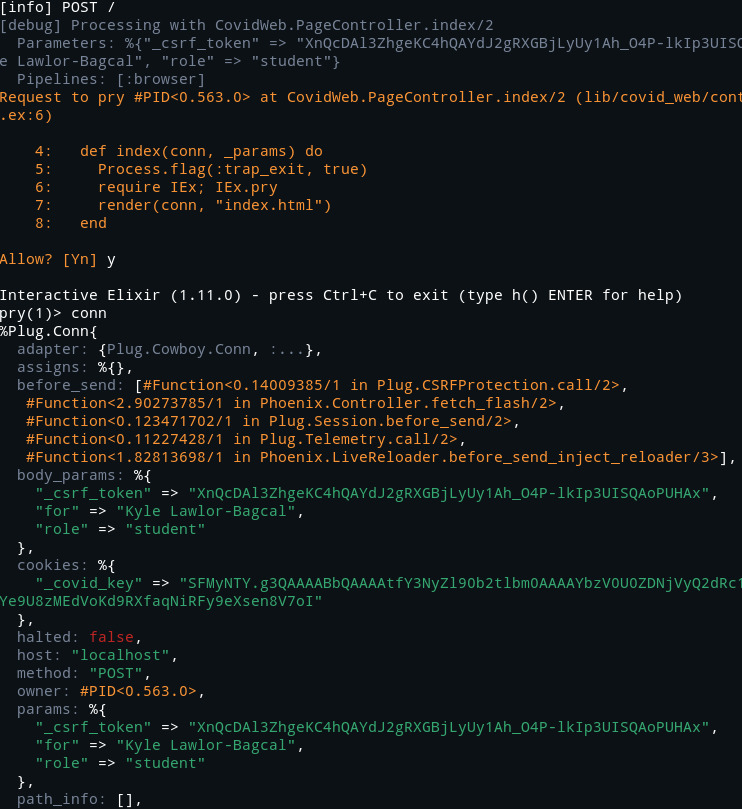 [info] POST /
[debug] Processing with CovidWeb.PageController.index/2
  Parameters: %{"_csrf_token" => "XnQcDAl3ZhgeKC4hQAYdJ2gRXGBjLyUy1Ah_O4P-lkIp3UISQ
e Lawlor-Bagcal", "role" => "student"}
  Pipelines: [:browser]
Request to pry #PID<0.563.0> at CovidWeb.PageController.index/2 (lib/covid_web/cont
.ex:6)
    4:   def index(conn, _params) do
    5:     Process.flag(:trap_exit, true)
    6:     require IEx; IEx.pry
    7:     render(conn, "index.html")
    8:   end
Allow? [Yn] y
Interactive Elixir (1.11.0) - press Ctrl+C to exit (type h() ENTER for help)
pry(1)> conn
%Plug.Conn{
  adapter: {Plug.Cowboy.Conn, :...},
  assigns: %{},
  before_send: [#Function<0.14009385/1 in Plug.CSRFProtection.call/2>,
   #Function<2.90273785/1 in Phoenix.Controller.fetch_flash/2>,
   #Function<0.123471702/1 in Plug.Session.before_send/2>,
   #Function<0.11227428/1 in Plug.Telemetry.call/2>,
   #Function<1.82813698/1 in Phoenix.LiveReloader.before_send_inject_reloader/3>],
  body_params: %{
    "_csrf_token" => "XnQcDAl3ZhgeKC4hQAYdJ2gRXGBjLyUy1Ah_O4P-lkIp3UISQAoPUHAx",
    "for" => "Kyle Lawlor-Bagcal",
    "role" => "student"
  },
  cookies: %{
    "_covid_key" => "SFMyNTY.g3QAAAABbQAAAAtfY3NyZl90b2tlbm0AAAAYbzV0U0ZDNjVyQ2dRc1
Ye9U8zMEdVoKd9RXfaqNiRFy9eXsen8V7oI"
  },
  halted: false,
  host: "localhost",
  method: "POST",
  owner: #PID<0.563.0>,
  params: %{
    "_csrf_token" => "XnQcDAl3ZhgeKC4hQAYdJ2gRXGBjLyUy1Ah_O4P-lkIp3UISQAoPUHAx",
    "for" => "Kyle Lawlor-Bagcal",
    "role" => "student"
  },
  path_info: [],